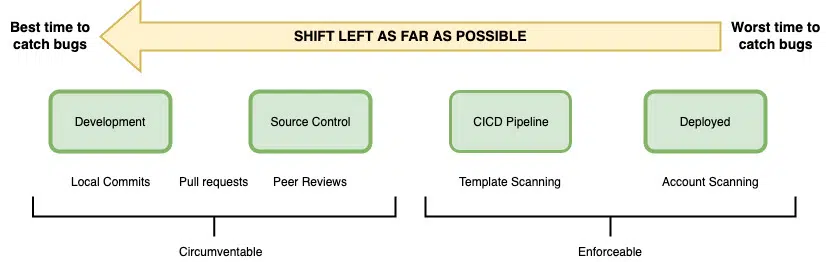 Best time to
catch bugs
SHIFT LEFT AS FAR AS POSSIBLE
Worst time to
catch bugs
Development
Source Control
CICD Pipeline
Deployed
Local Commits
Pull requests
Peer Reviews
Template Scanning
Account Scanning
Circumventable
Enforceable